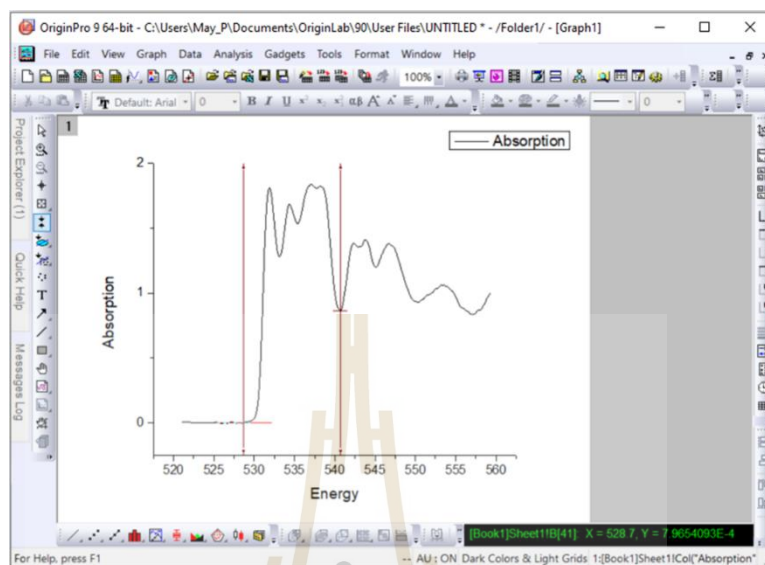 OriginPro 9 64-bit - C:\Users\May_P\Documents\OriginLab\90\User Files\UNTITLED * - /Folder1/ - [Graph1]
File Edit View Graph Data Analysis Gadgets Tools Format Window Help
100%
Default: Arial 0 B I U αβ A A A 0
Project Explorer (1)
Quick Help
Messages Log
1
Absorption
2
1
0
Absorption
520 525 530 535 540 545 550 555 560
Energy
[Book1]Sheet1!B[41]: X = 528.7, Y = 7.9654093E-4
For Help, press F1
-- AU : ON Dark Colors & Light Grids 1:[Book1]Sheet1!Col("Absorption"